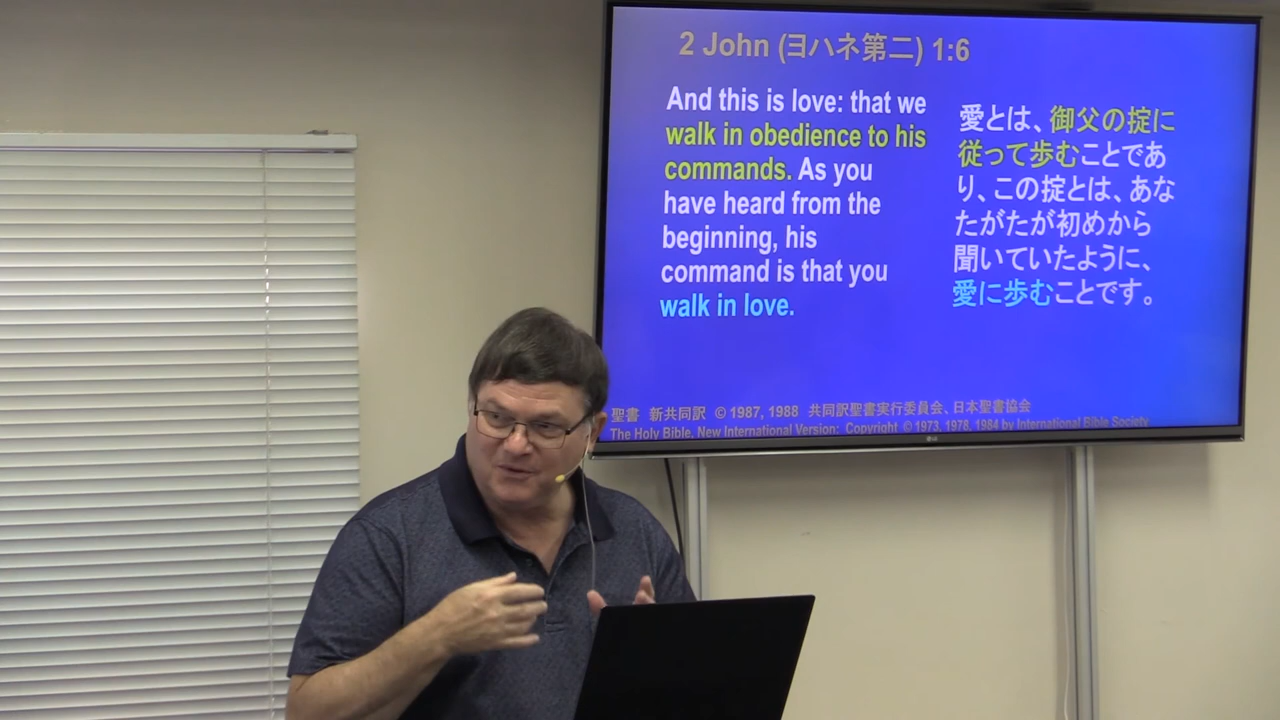 2 John (ヨハネ第二) 1:6
And this is love: that we
walk in obedience to his
commands. As you
have heard from the
beginning, his
command is that you
walk in love.
愛とは、御父の掟に
従って歩むことであ
り、この掟とは、あな
たがたが初めから
聞いていたように、
愛に歩むことです。
聖書 新共同訳 © 1987, 1988 共同訳聖書実行委員会、日本聖書協会
The Holy Bible, New International Version: Copyright © 1973, 1978, 1984 by International Bible Society
LG